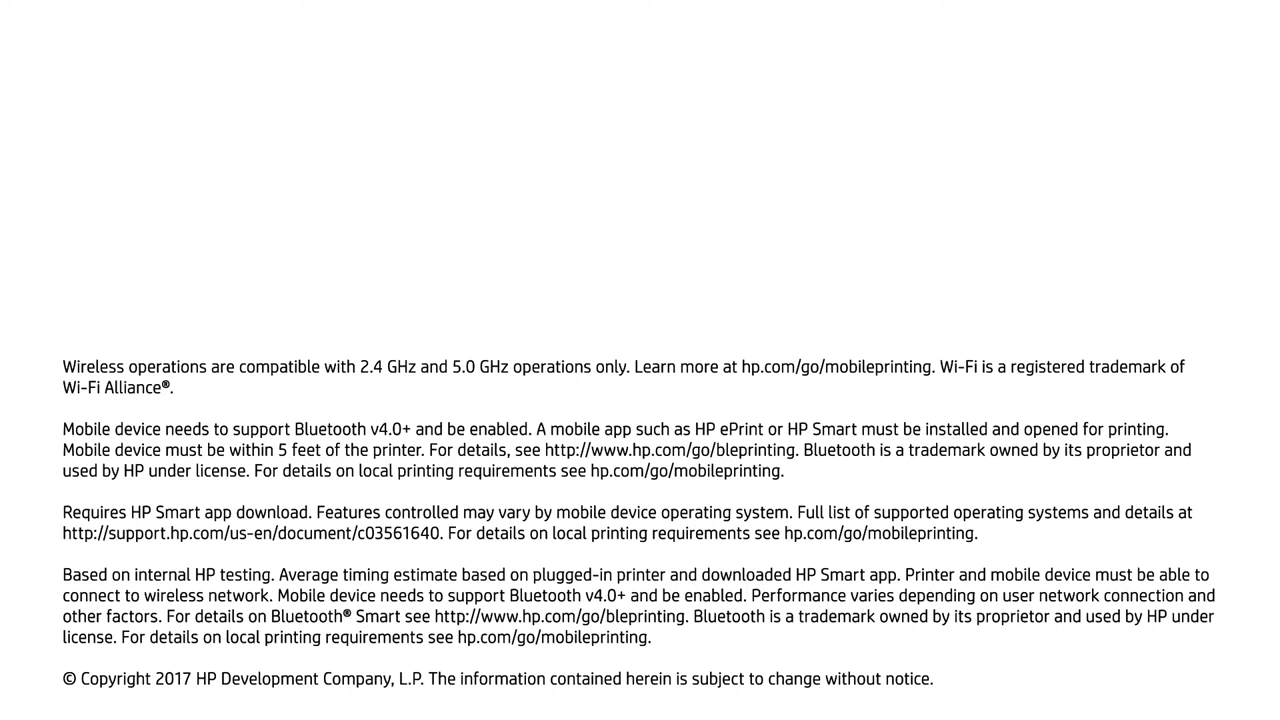 Wireless operations are compatible with 2.4 GHz and 5.0 GHz operations only. Learn more at hp.com/go/mobileprinting. Wi-Fi is a registered trademark of
Wi-Fi Alliance®.
Mobile device needs to support Bluetooth v4.0+ and be enabled. A mobile app such as HP ePrint or HP Smart must be installed and opened for printing.
Mobile device must be within 5 feet of the printer. For details, see http://www.hp.com/go/bleprinting. Bluetooth is a trademark owned by its proprietor and
used by HP under license. For details on local printing requirements see hp.com/go/mobileprinting.
Requires HP Smart app download. Features controlled may vary by mobile device operating system. Full list of supported operating systems and details at
http://support.hp.com/us-en/document/c03561640. For details on local printing requirements see hp.com/go/mobileprinting.
Based on internal HP testing. Average timing estimate based on plugged-in printer and downloaded HP Smart app. Printer and mobile device must be able to
connect to wireless network. Mobile device needs to support Bluetooth v4.0+ and be enabled. Performance varies depending on user network connection and
other factors. For details on Bluetooth® Smart see http://www.hp.com/go/bleprinting. Bluetooth is a trademark owned by its proprietor and used by HP under
license. For details on local printing requirements see hp.com/go/mobileprinting.
© Copyright 2017 HP Development Company, L.P. The information contained herein is subject to change without notice.